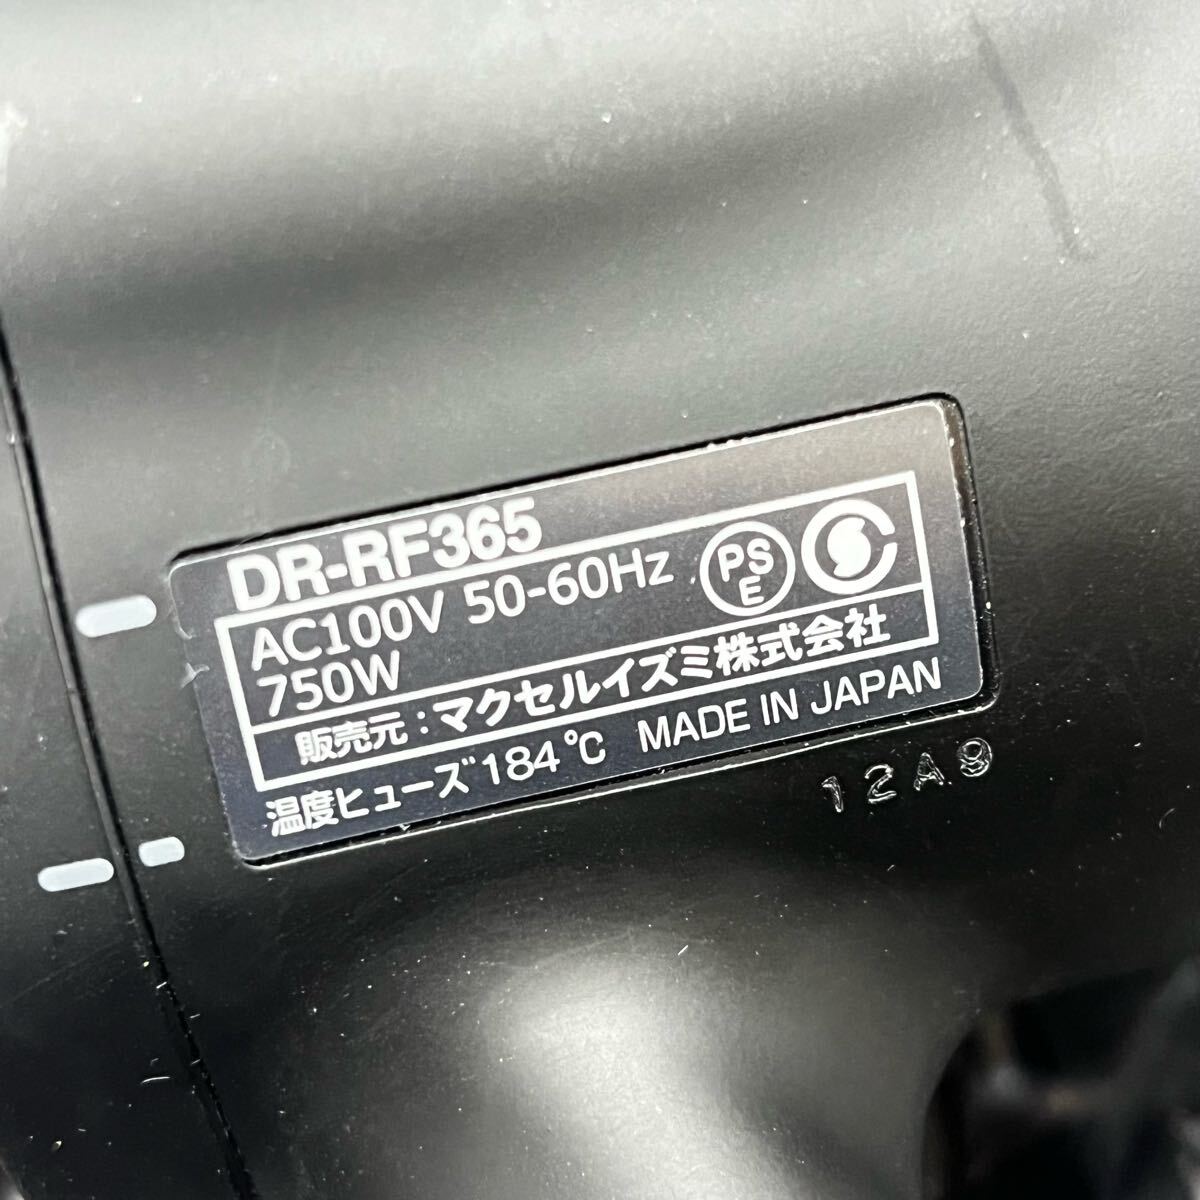 DR-RF365
AC100V 50-60Hz
750W
PS
E
販売元：マクセルイズミ株式会社
温度ヒューズ184℃ MADE IN JAPAN
12A9